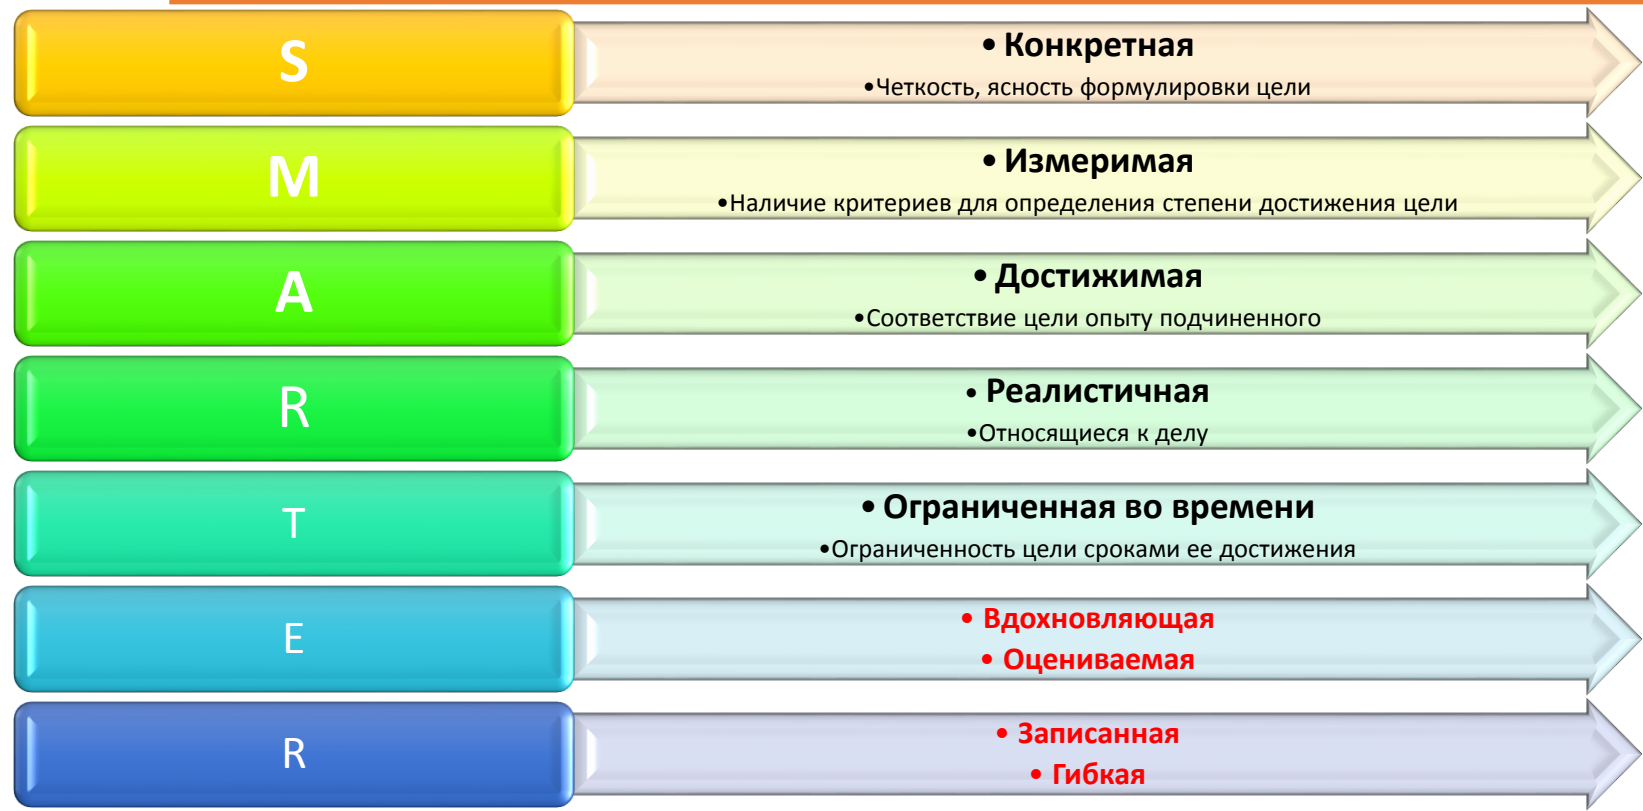 S
• Конкретная
•Четкость, ясность формулировки цели
M
• Измеримая
•Наличие критериев для определения степени достижения цели
A
• Достижимая
•Соответствие цели опыту подчиненного
R
• Реалистичная
•Относящиеся к делу
T
• Ограниченная во времени
•Ограниченность цели сроками ее достижения
E
• Вдохновляющая
• Оцениваемая
R
• Записанная
• Гибкая